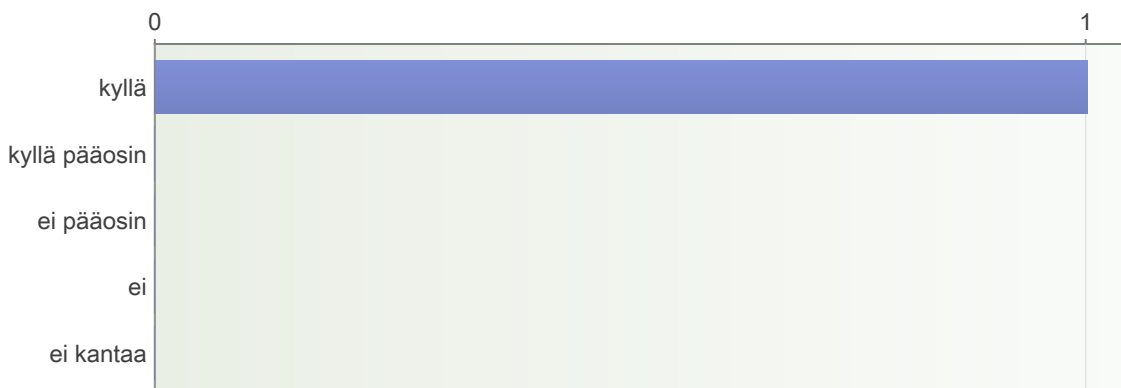 0 1
kyllä
kyllä pääosin
ei pääosin
ei
ei kantaa